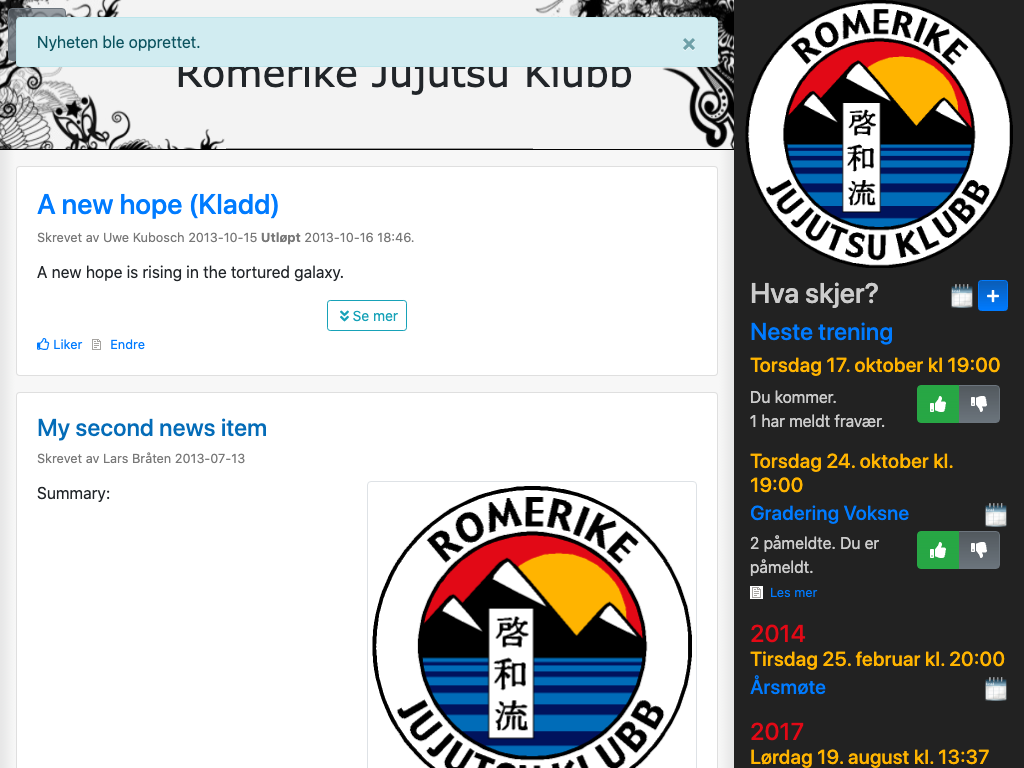 Nyheten ble opprettet.
×
Romerike Jujutsu Klubb
A new hope (Kladd)
Skrevet av Uwe Kubosch 2013-10-15 Utløpt 2013-10-16 18:46.
A new hope is rising in the tortured galaxy.
Se mer
Liker Endre
My second news item
Skrevet av Lars Bråten 2013-07-13
Summary:
ROMERIKE
啓和流
JUJUTSU KLUBB
ROMERIKE
啓和流
JUJUTSU KLUBB
Hva skjer?
+
Neste trening
Torsdag 17. oktober kl 19:00
Du kommer.
1 har meldt fravær.
Torsdag 24. oktober kl.
19:00
Gradering Voksne
2 påmeldte. Du er
påmeldt.
Les mer
2014
Tirsdag 25. februar kl. 20:00
Årsmøte
2017
Lørdag 19. august kl. 13:37